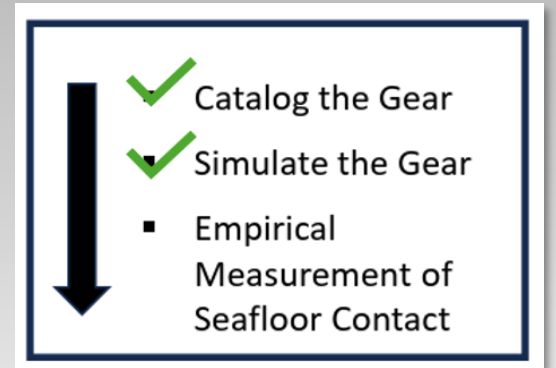 Catalog the Gear
Simulate the Gear
Empirical
Measurement of
Seafloor Contact